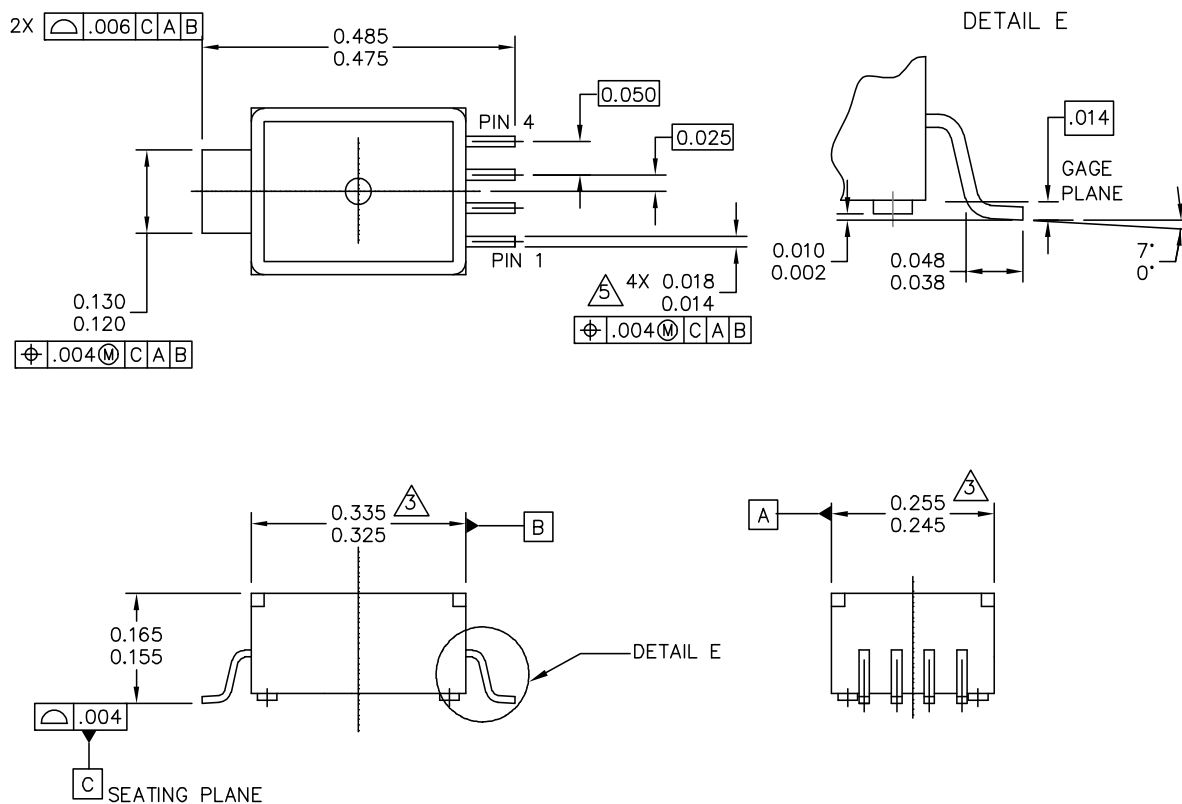 DETAIL E
2X ⌓ .006 C A B
0.485
0.475
0.050
PIN 4
0.025
PIN 1
0.130
0.120
⌖ .004 Ⓜ C A B
5 4X 0.018
0.014
⌖ .004 Ⓜ C A B
.014
GAGE
PLANE
0.010
0.002
0.048
0.038
7°
0°
0.335 3
0.325
B
0.165
0.155
DETAIL E
⌓ .004
C SEATING PLANE
A
0.255 3
0.245